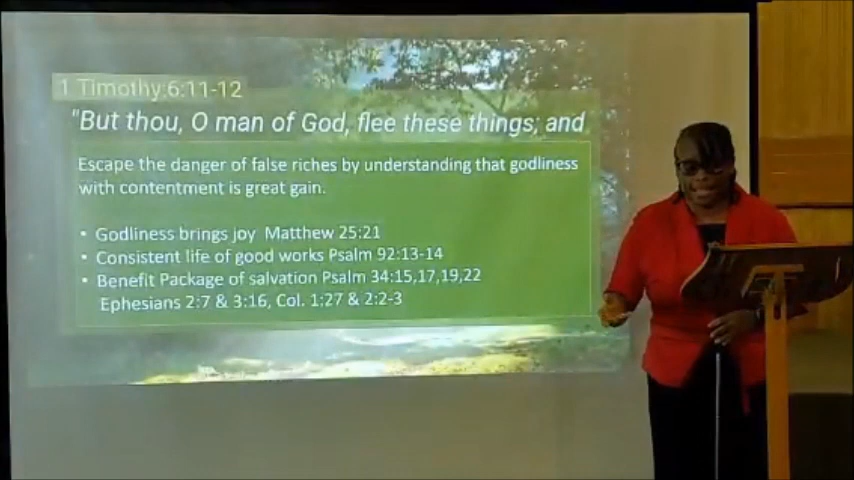 1 Timothy:6:11-12
"But thou, O man of God, flee these things; and
Escape the danger of false riches by understanding that godliness
with contentment is great gain.
• Godliness brings joy Matthew 25:21
• Consistent life of good works Psalm 92:13-14
• Benefit Package of salvation Psalm 34:15,17,19,22
Ephesians 2:7 & 3:16, Col. 1:27 & 2:2-3